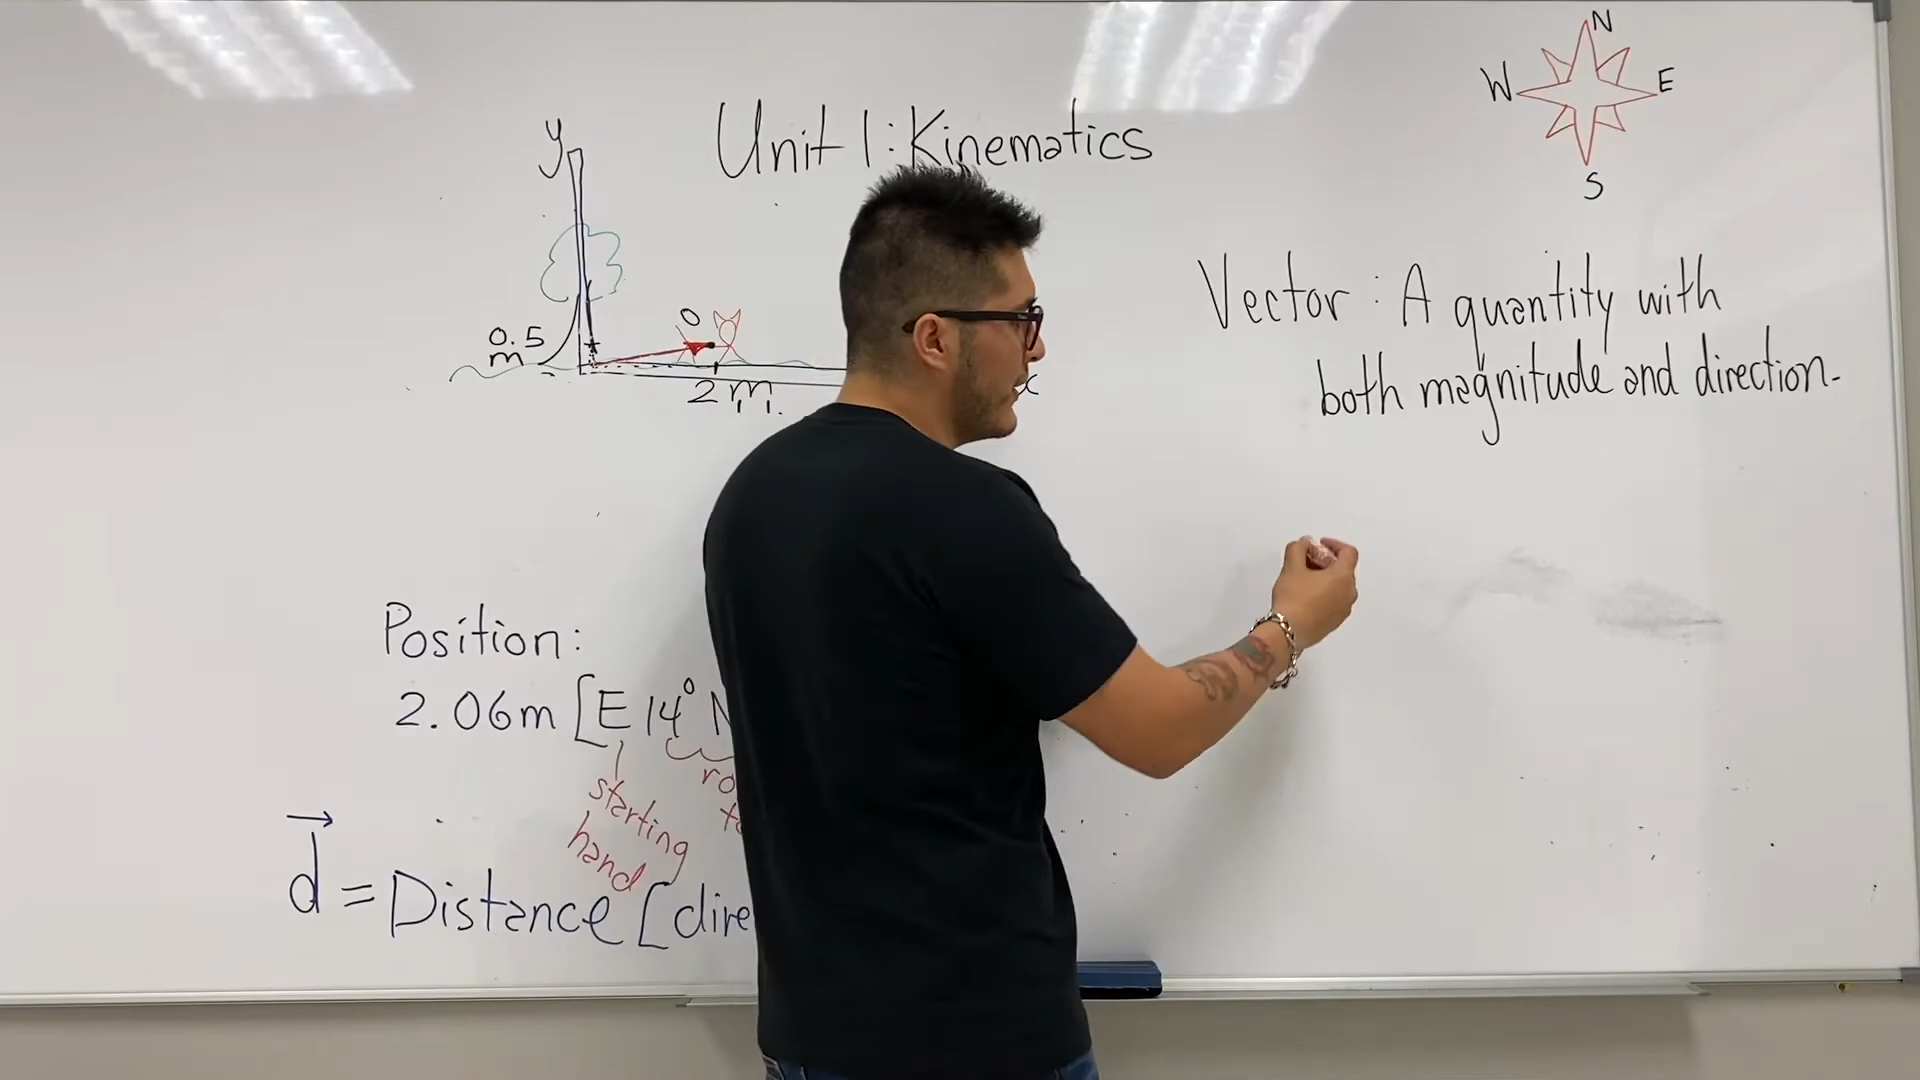 N
W E
S
Unit 1: Kinematics
y
0.5
m
2 m
x
Vector: A quantity with
both magnitude and direction.
Position:
2.06m [E 14° N
starting
hand
d = Distance [dire